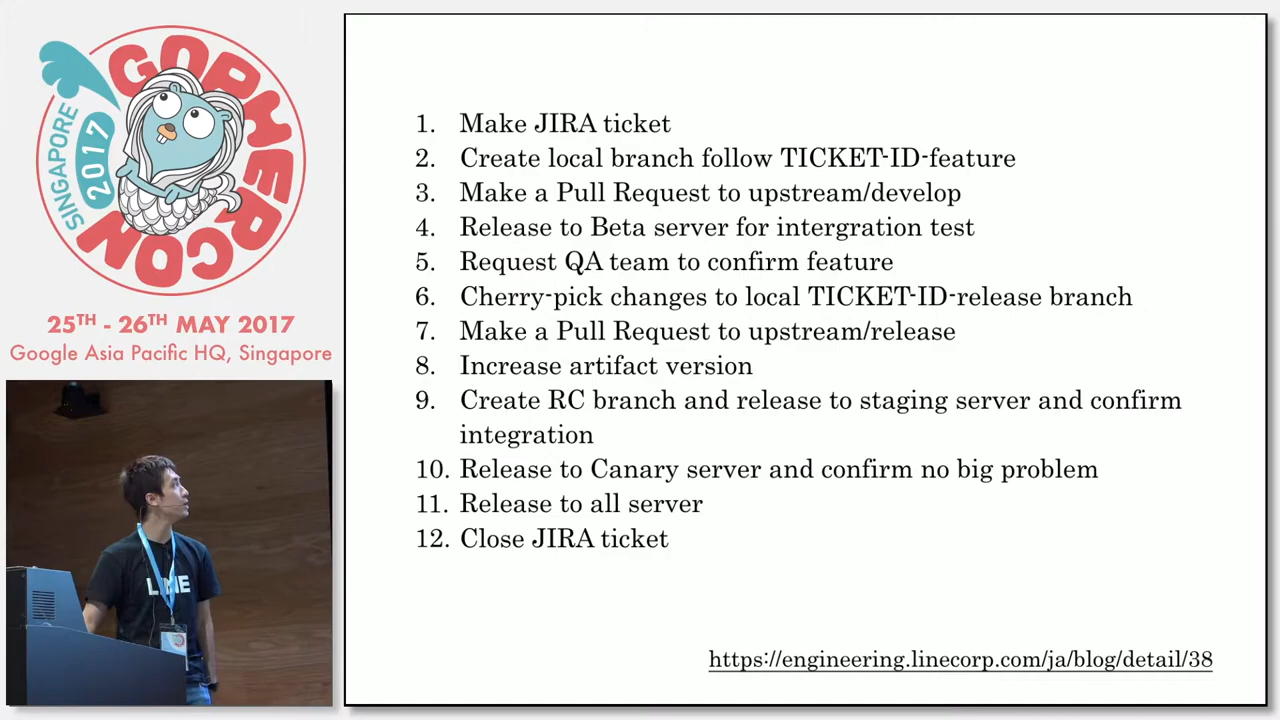 GOPHERCON
SINGAPORE
2017
25TH - 26TH MAY 2017
Google Asia Pacific HQ, Singapore
LINE
1. Make JIRA ticket
2. Create local branch follow TICKET-ID-feature
3. Make a Pull Request to upstream/develop
4. Release to Beta server for intergration test
5. Request QA team to confirm feature
6. Cherry-pick changes to local TICKET-ID-release branch
7. Make a Pull Request to upstream/release
8. Increase artifact version
9. Create RC branch and release to staging server and confirm
integration
10. Release to Canary server and confirm no big problem
11. Release to all server
12. Close JIRA ticket
https://engineering.linecorp.com/ja/blog/detail/38